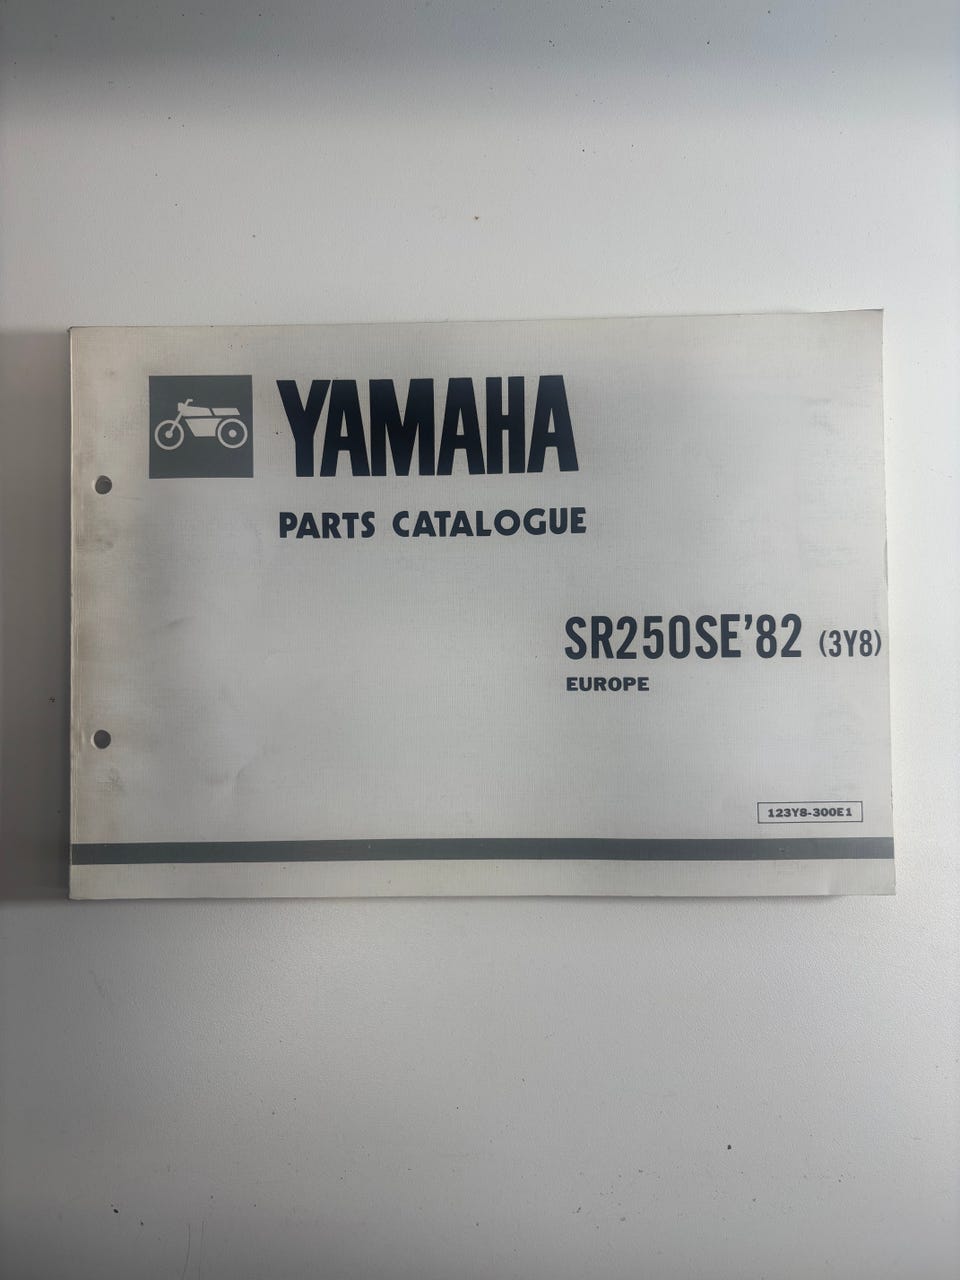 YAMAHA
PARTS CATALOGUE
SR250SE'82 (3Y8)
EUROPE
123Y8-300E1